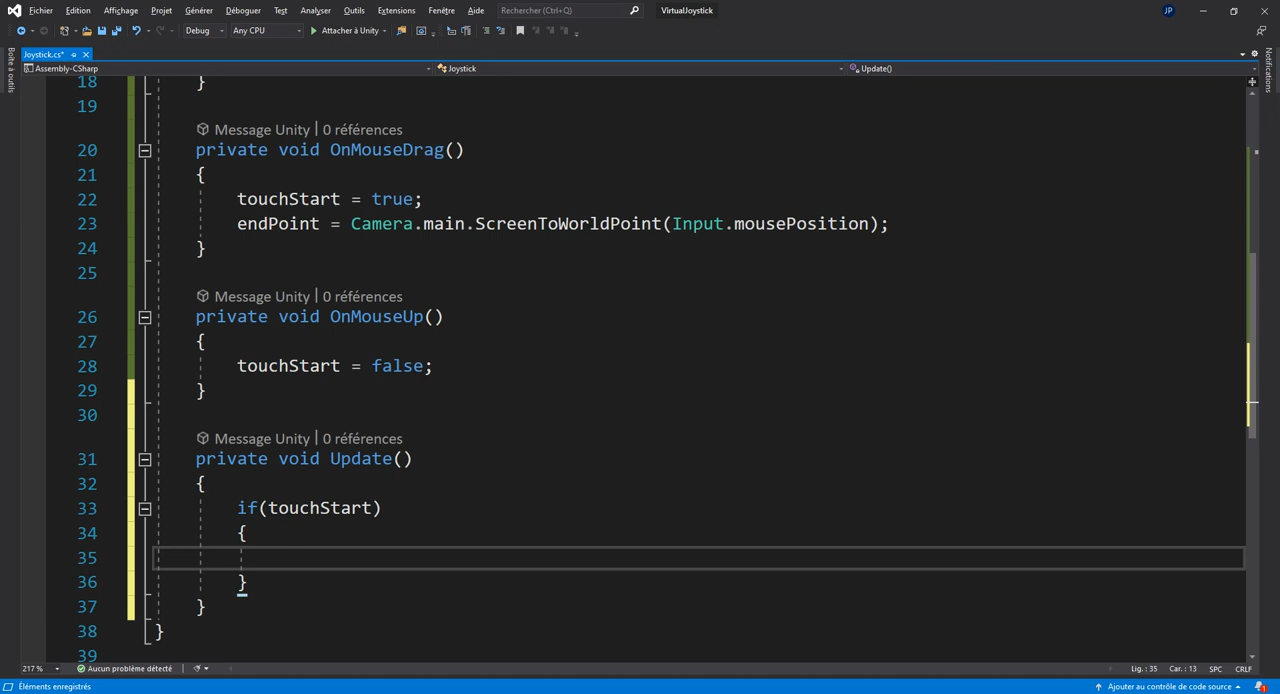 Fichier Edition Affichage Projet Générer Déboguer Test Analyser Outils Extensions Fenêtre Aide Rechercher (Ctrl+Q) VirtualJoystick JP
Debug Any CPU Attacher à Unity
Boîte à outils
Notifications
Joystick.cs*
Assembly-CSharp Joystick Update()
18 }
19
Message Unity | 0 références
20 private void OnMouseDrag()
21 {
22 touchStart = true;
23 endPoint = Camera.main.ScreenToWorldPoint(Input.mousePosition);
24 }
25
Message Unity | 0 références
26 private void OnMouseUp()
27 {
28 touchStart = false;
29 }
30
Message Unity | 0 références
31 private void Update()
32 {
33 if(touchStart)
34 {
35
36 }
37 }
38 }
39
217 % Aucun problème détecté Lig. : 35 Car. : 13 SPC CRLF
Éléments enregistrés Ajouter au contrôle de code source 1